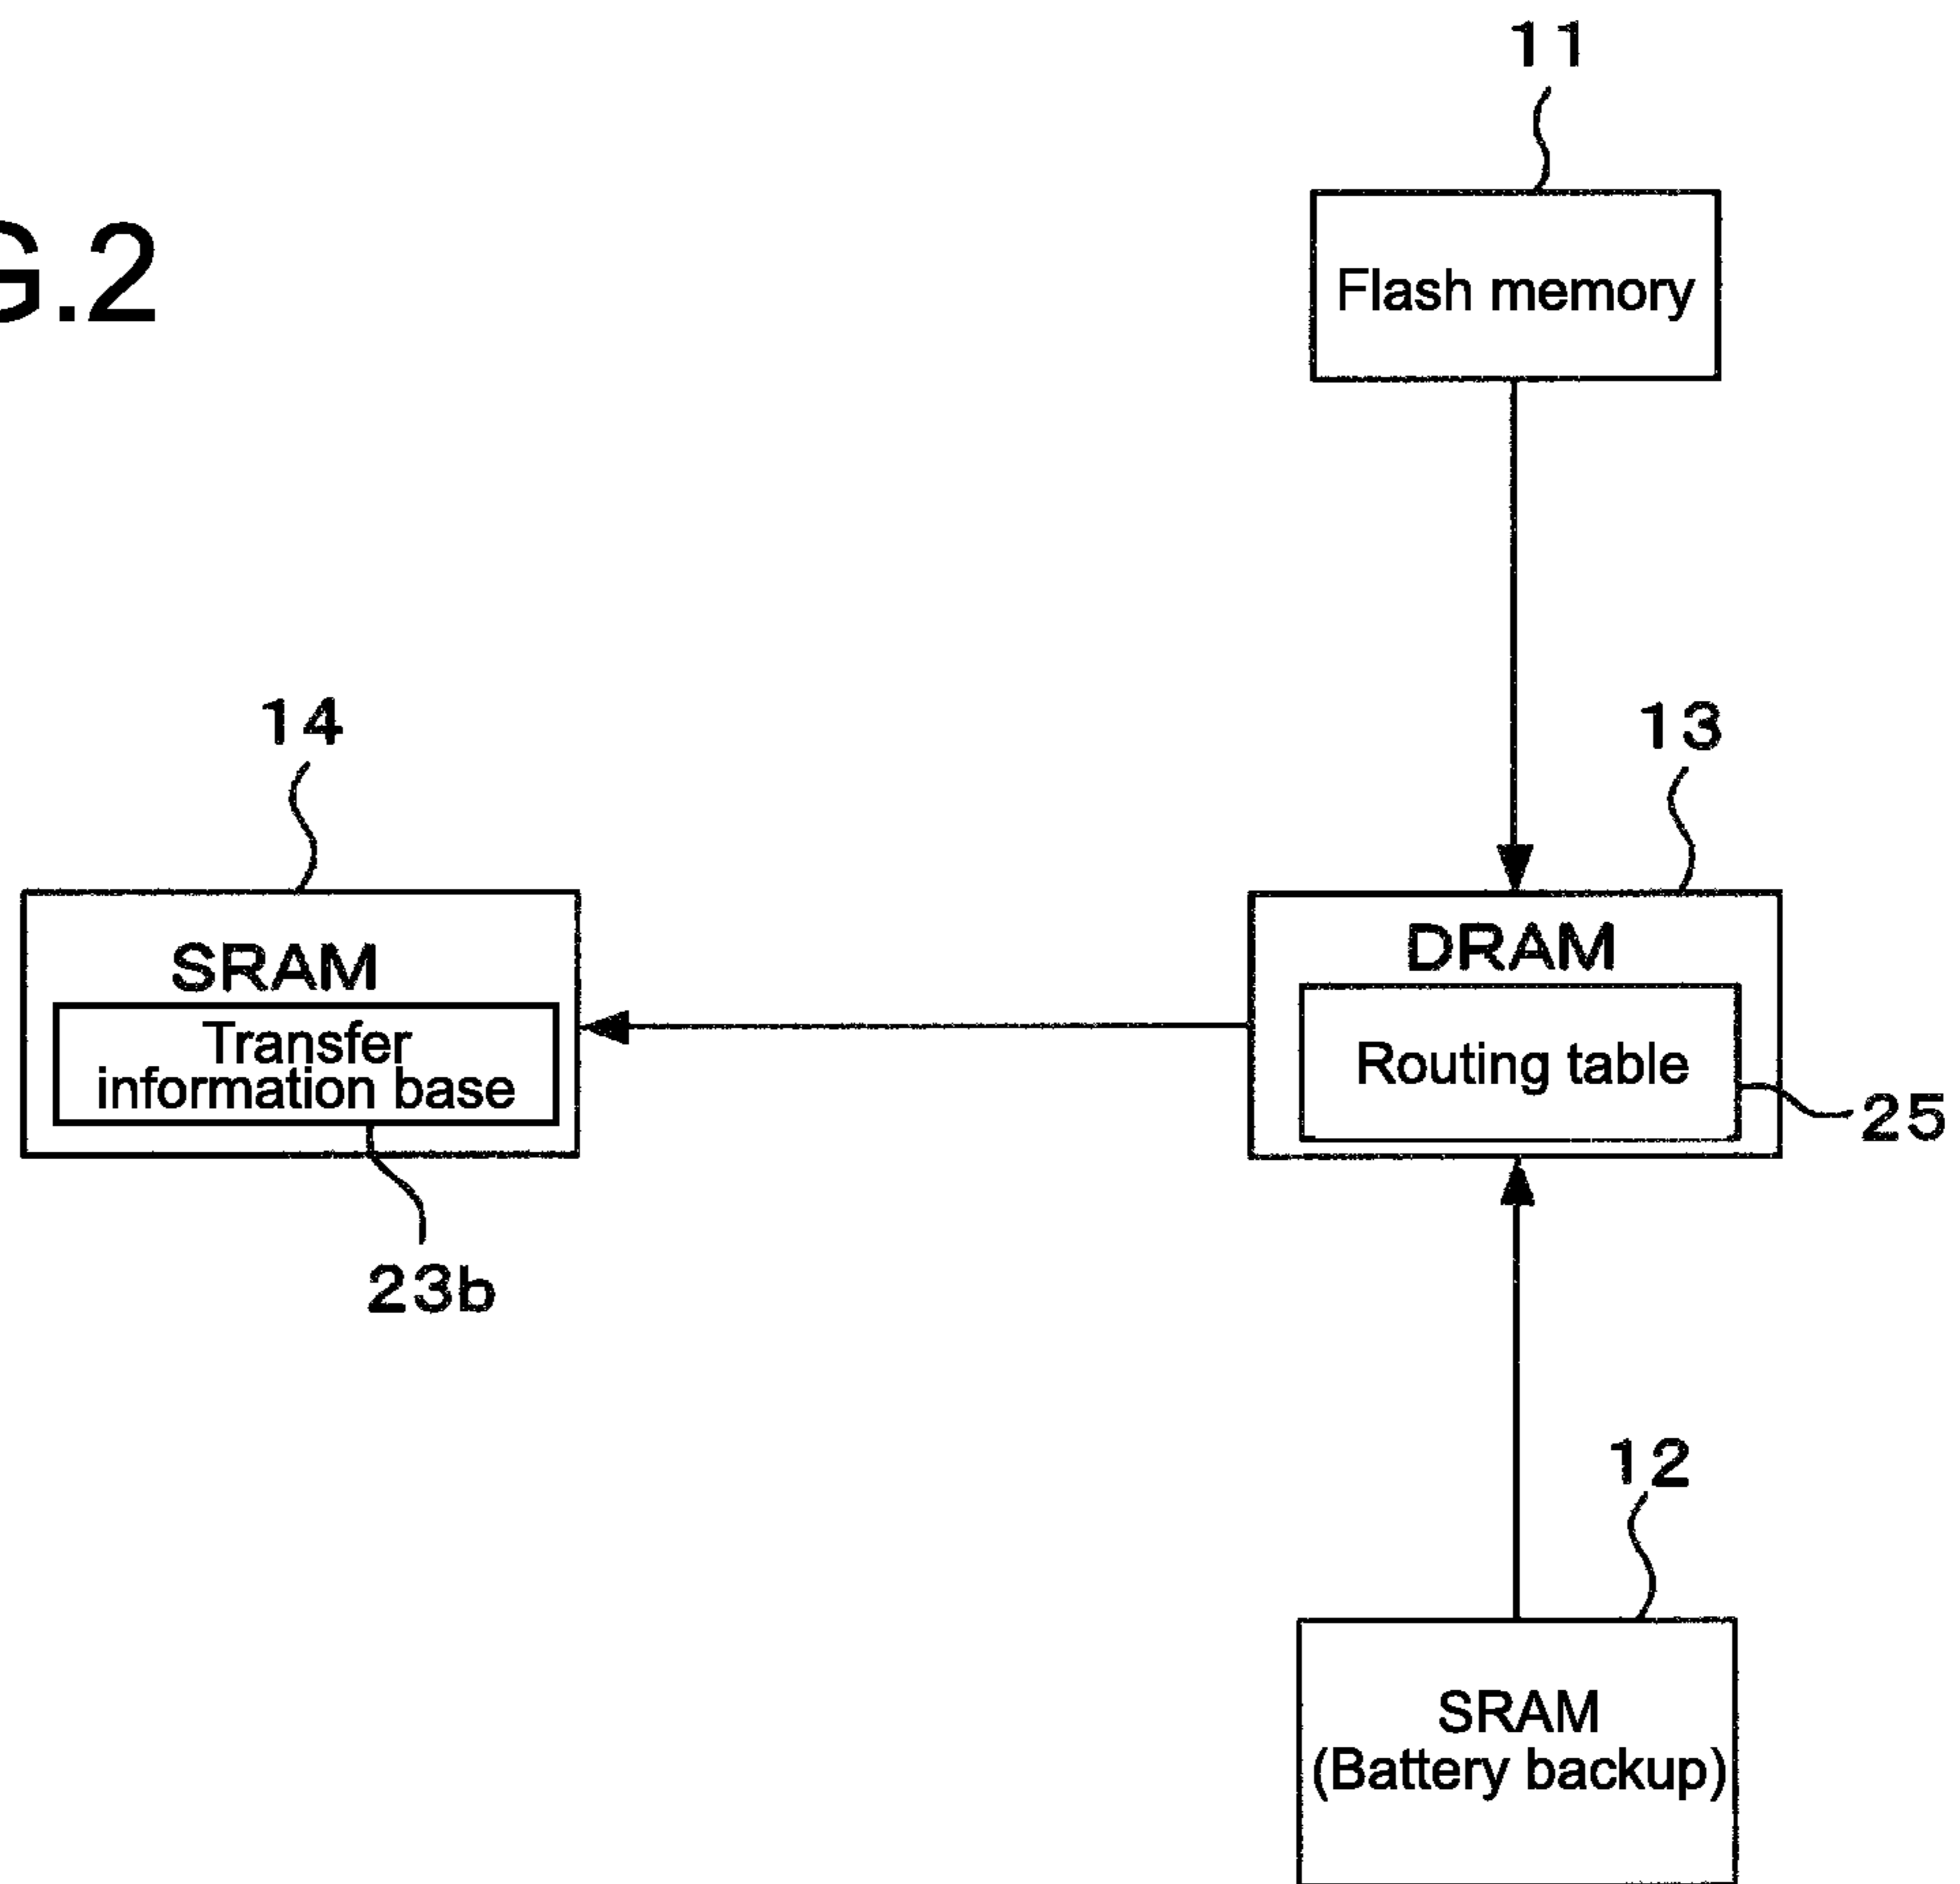 G.2
11
Flash memory
14
13
SRAM
Transfer
information base
DRAM
Routing table
25
23b
12
SRAM
(Battery backup)